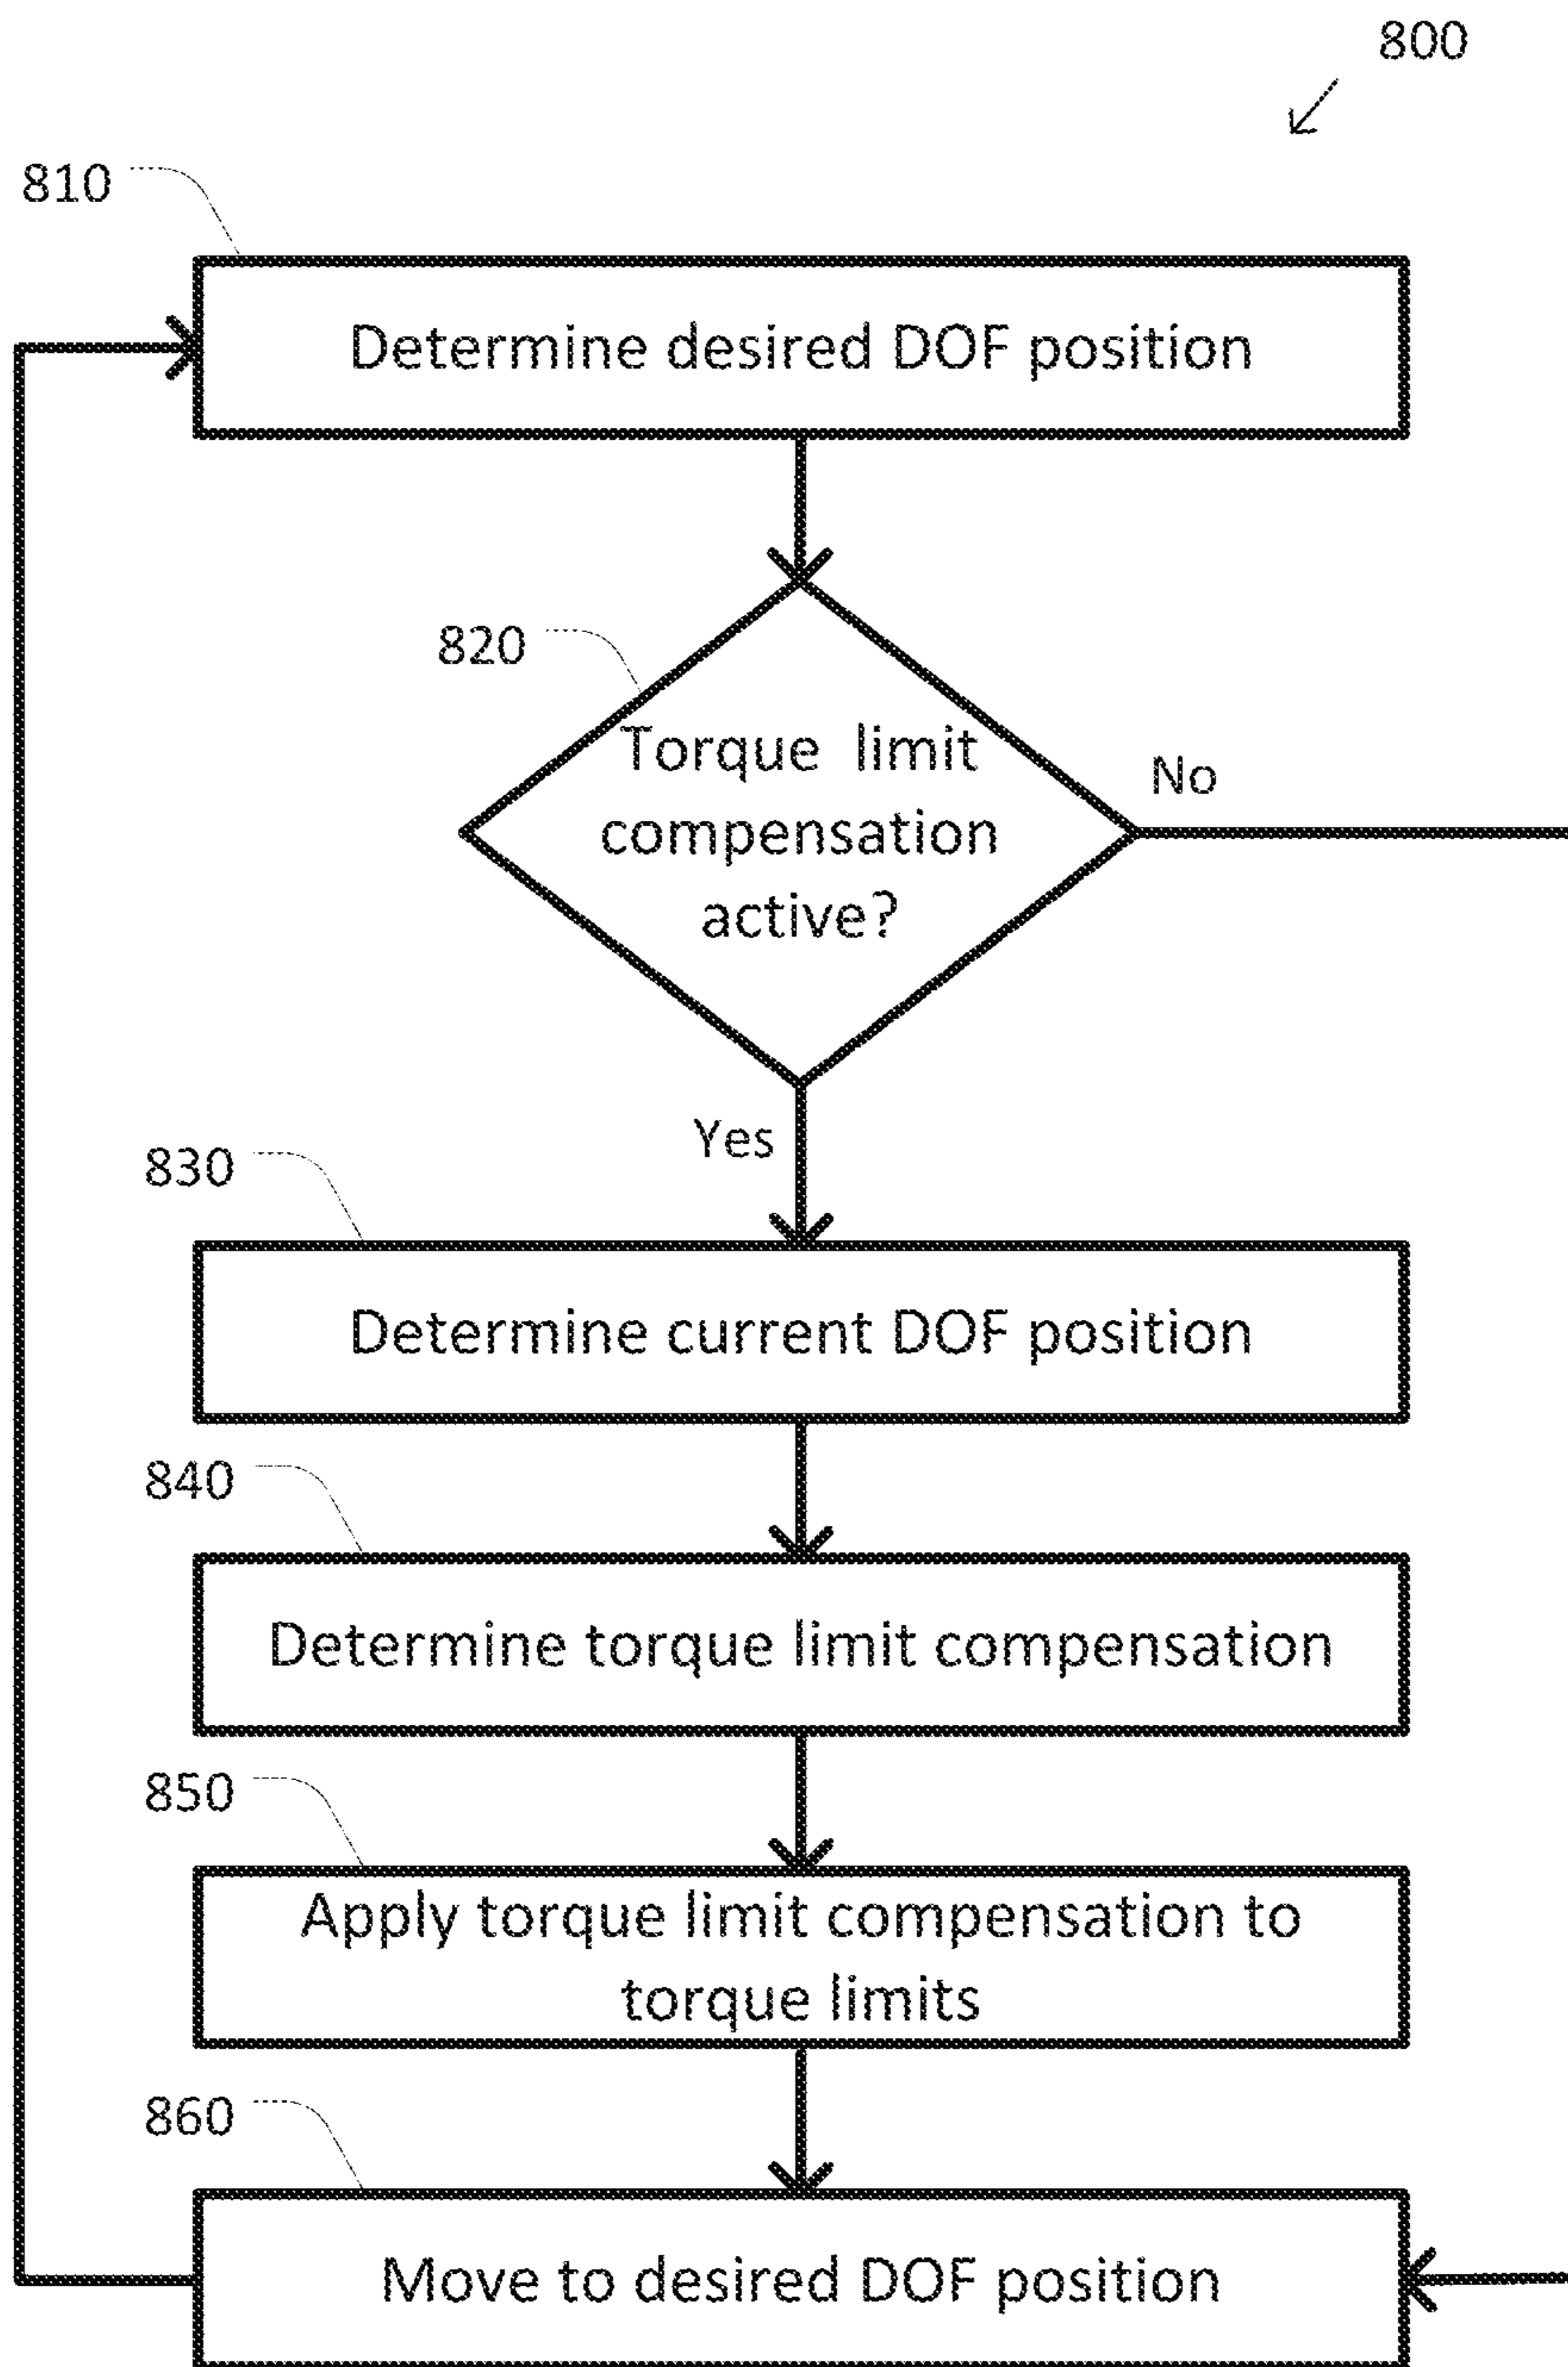 800
810
Determine desired DOF position
820
Torque limit
compensation
active?
No
Yes
830
Determine current DOF position
840
Determine torque limit compensation
850
Apply torque limit compensation to
torque limits
860
Move to desired DOF position